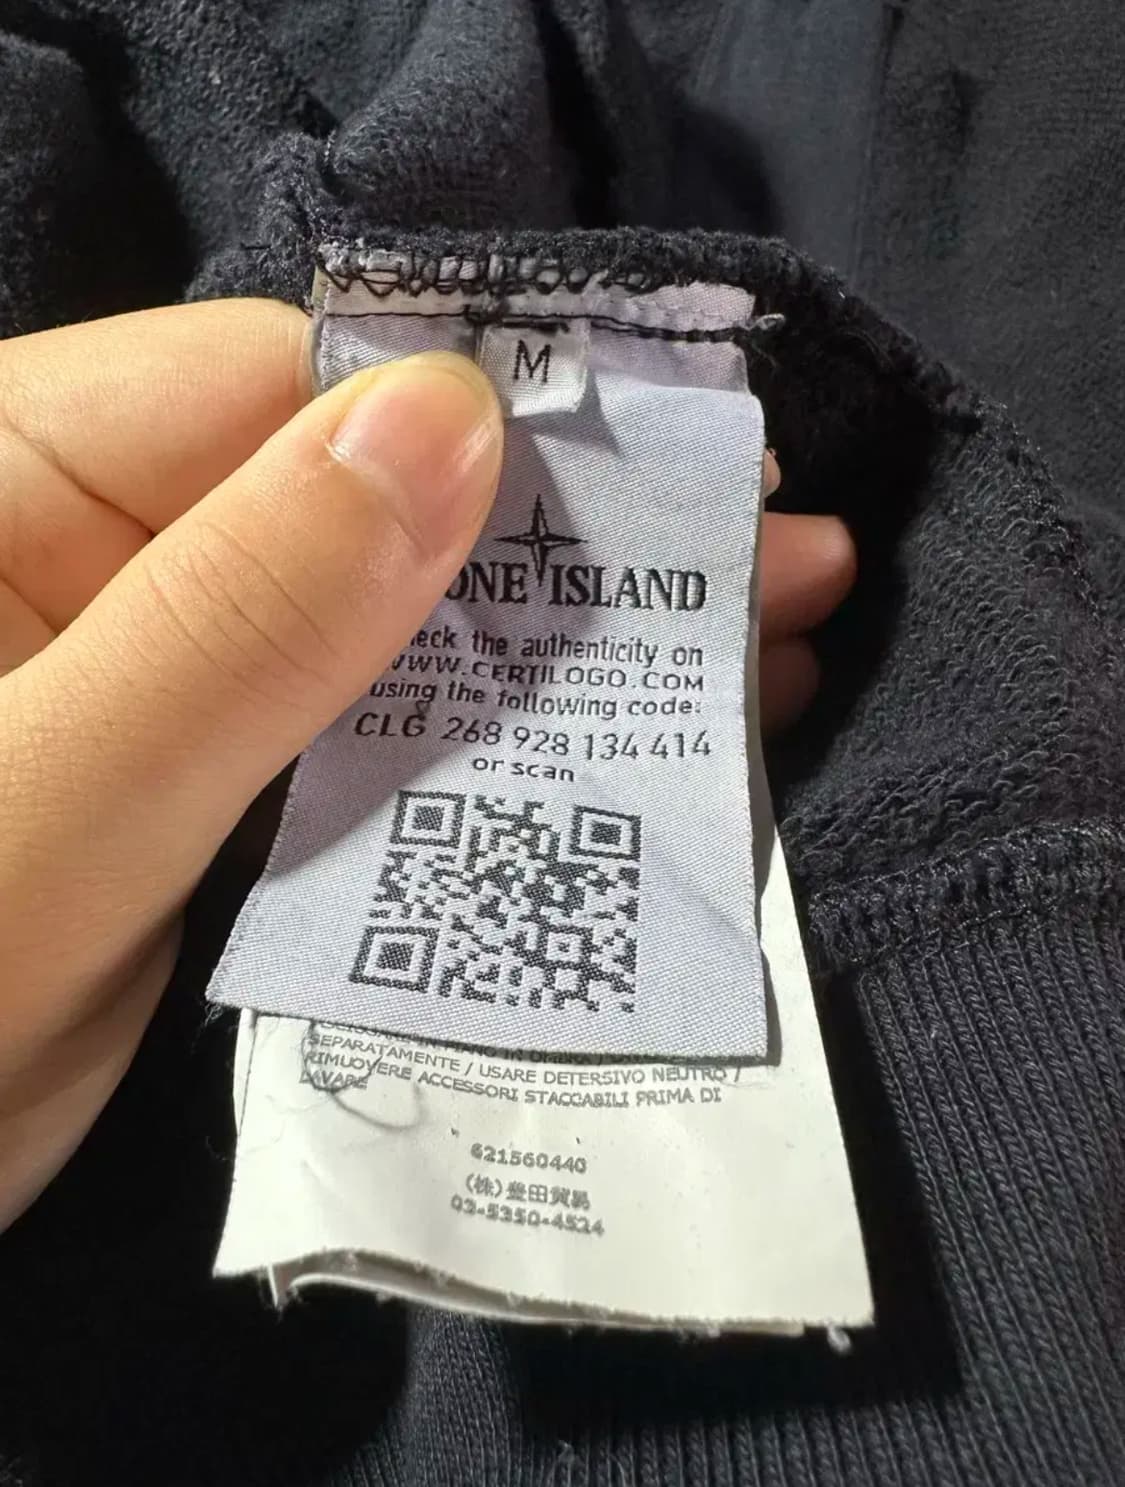 M
ONE ISLAND
eck the authenticity on
WWW.CERTILOGO.COM
using the following code:
CLG 268 928 134 414
or scan
SEPARATAMENTE / USARE DETERSIVO NEUTRO /
RIMUOVERE ACCESSORI STACCABILI PRIMA DI
LAVARE
621560440
(株)豊田貿易
03-5350-4524